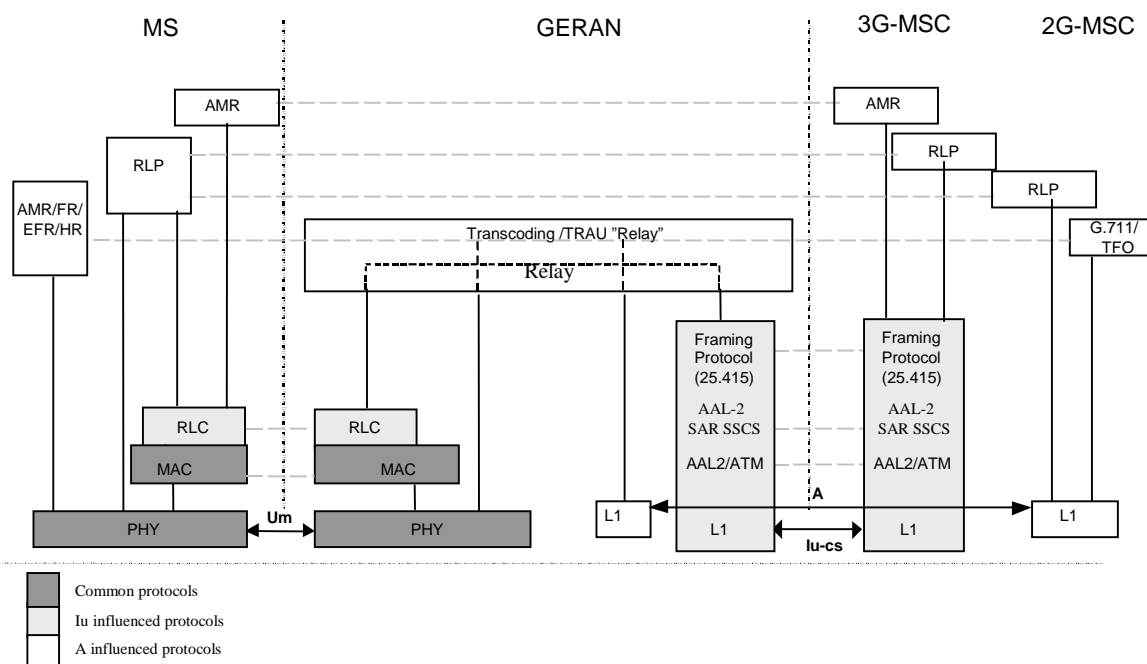 MS
GERAN
3G-MSC
2G-MSC
AMR
AMR
RLP
RLP
RLP
AMR/FR/
EFR/HR
Transcoding /TRAU "Relay"
Relay
G.711/
TFO
Framing
Protocol
(25.415)
AAL-2
SAR SSCS
AAL2/ATM
L1
Framing
Protocol
(25.415)
AAL-2
SAR SSCS
AAL2/ATM
L1
RLC
RLC
MAC
MAC
PHY
Um
PHY
L1
A
Iu-cs
L1
Common protocols
Iu influenced protocols
A influenced protocols